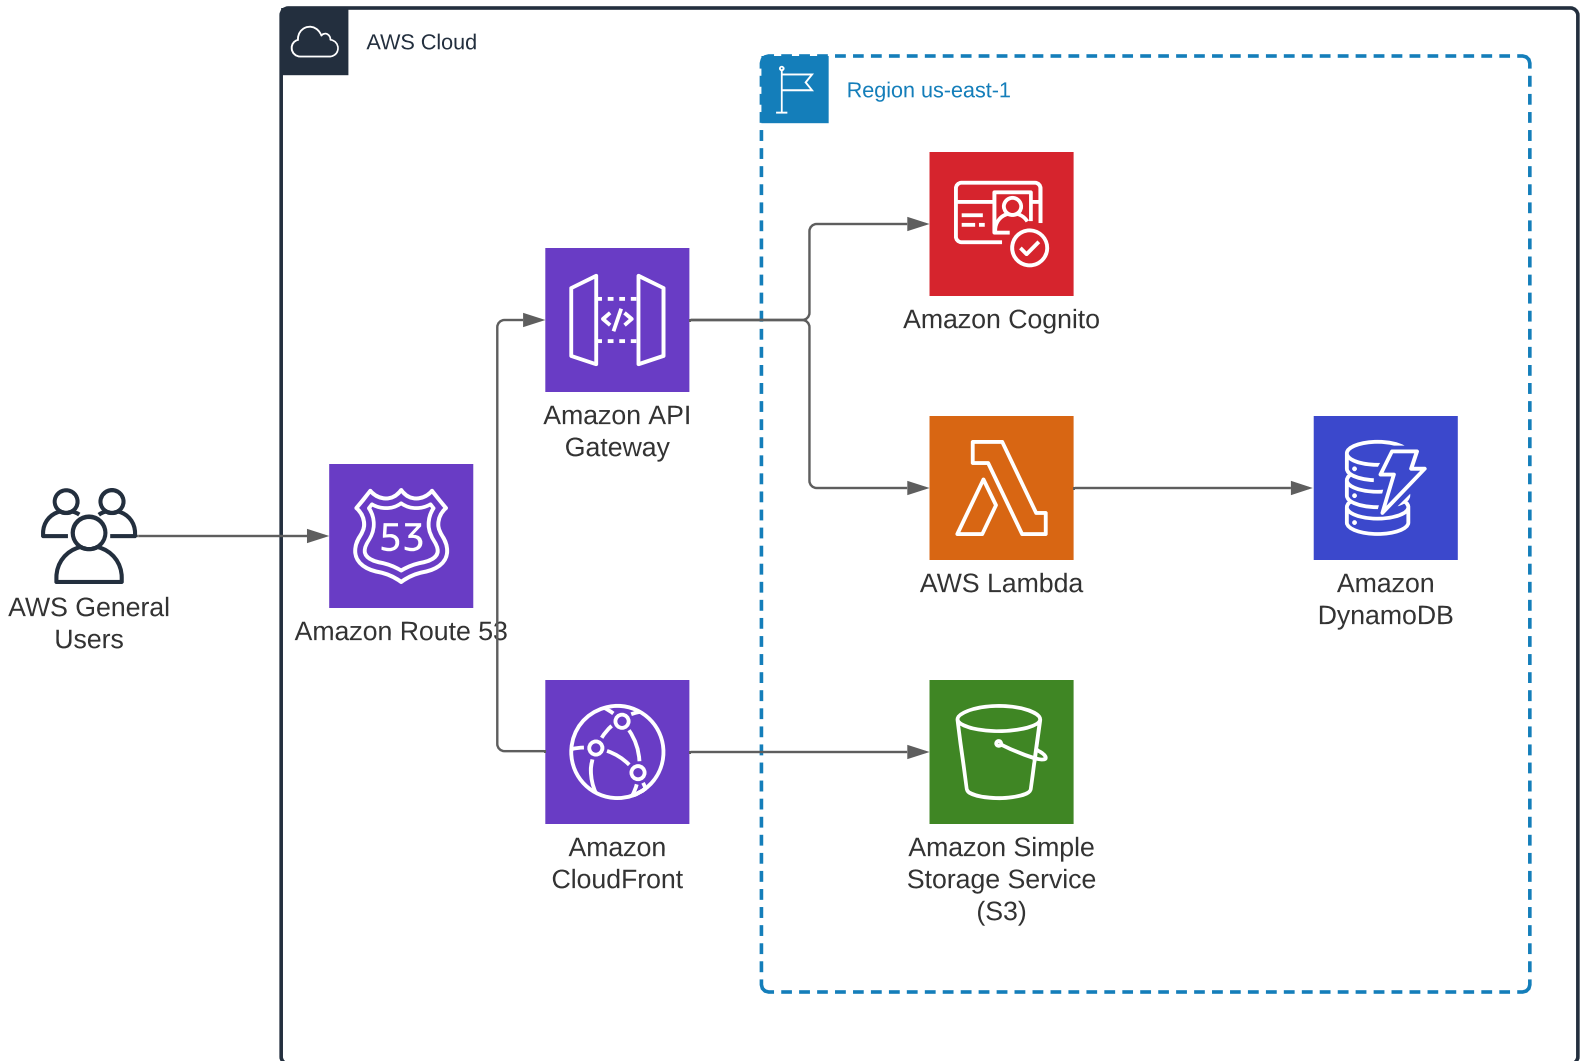 AWS Cloud
Region us-east-1
Amazon Cognito
</>
Amazon API
Gateway
53
Amazon Route 53
AWS General
Users
AWS Lambda
Amazon
DynamoDB
Amazon
CloudFront
Amazon Simple
Storage Service
(S3)